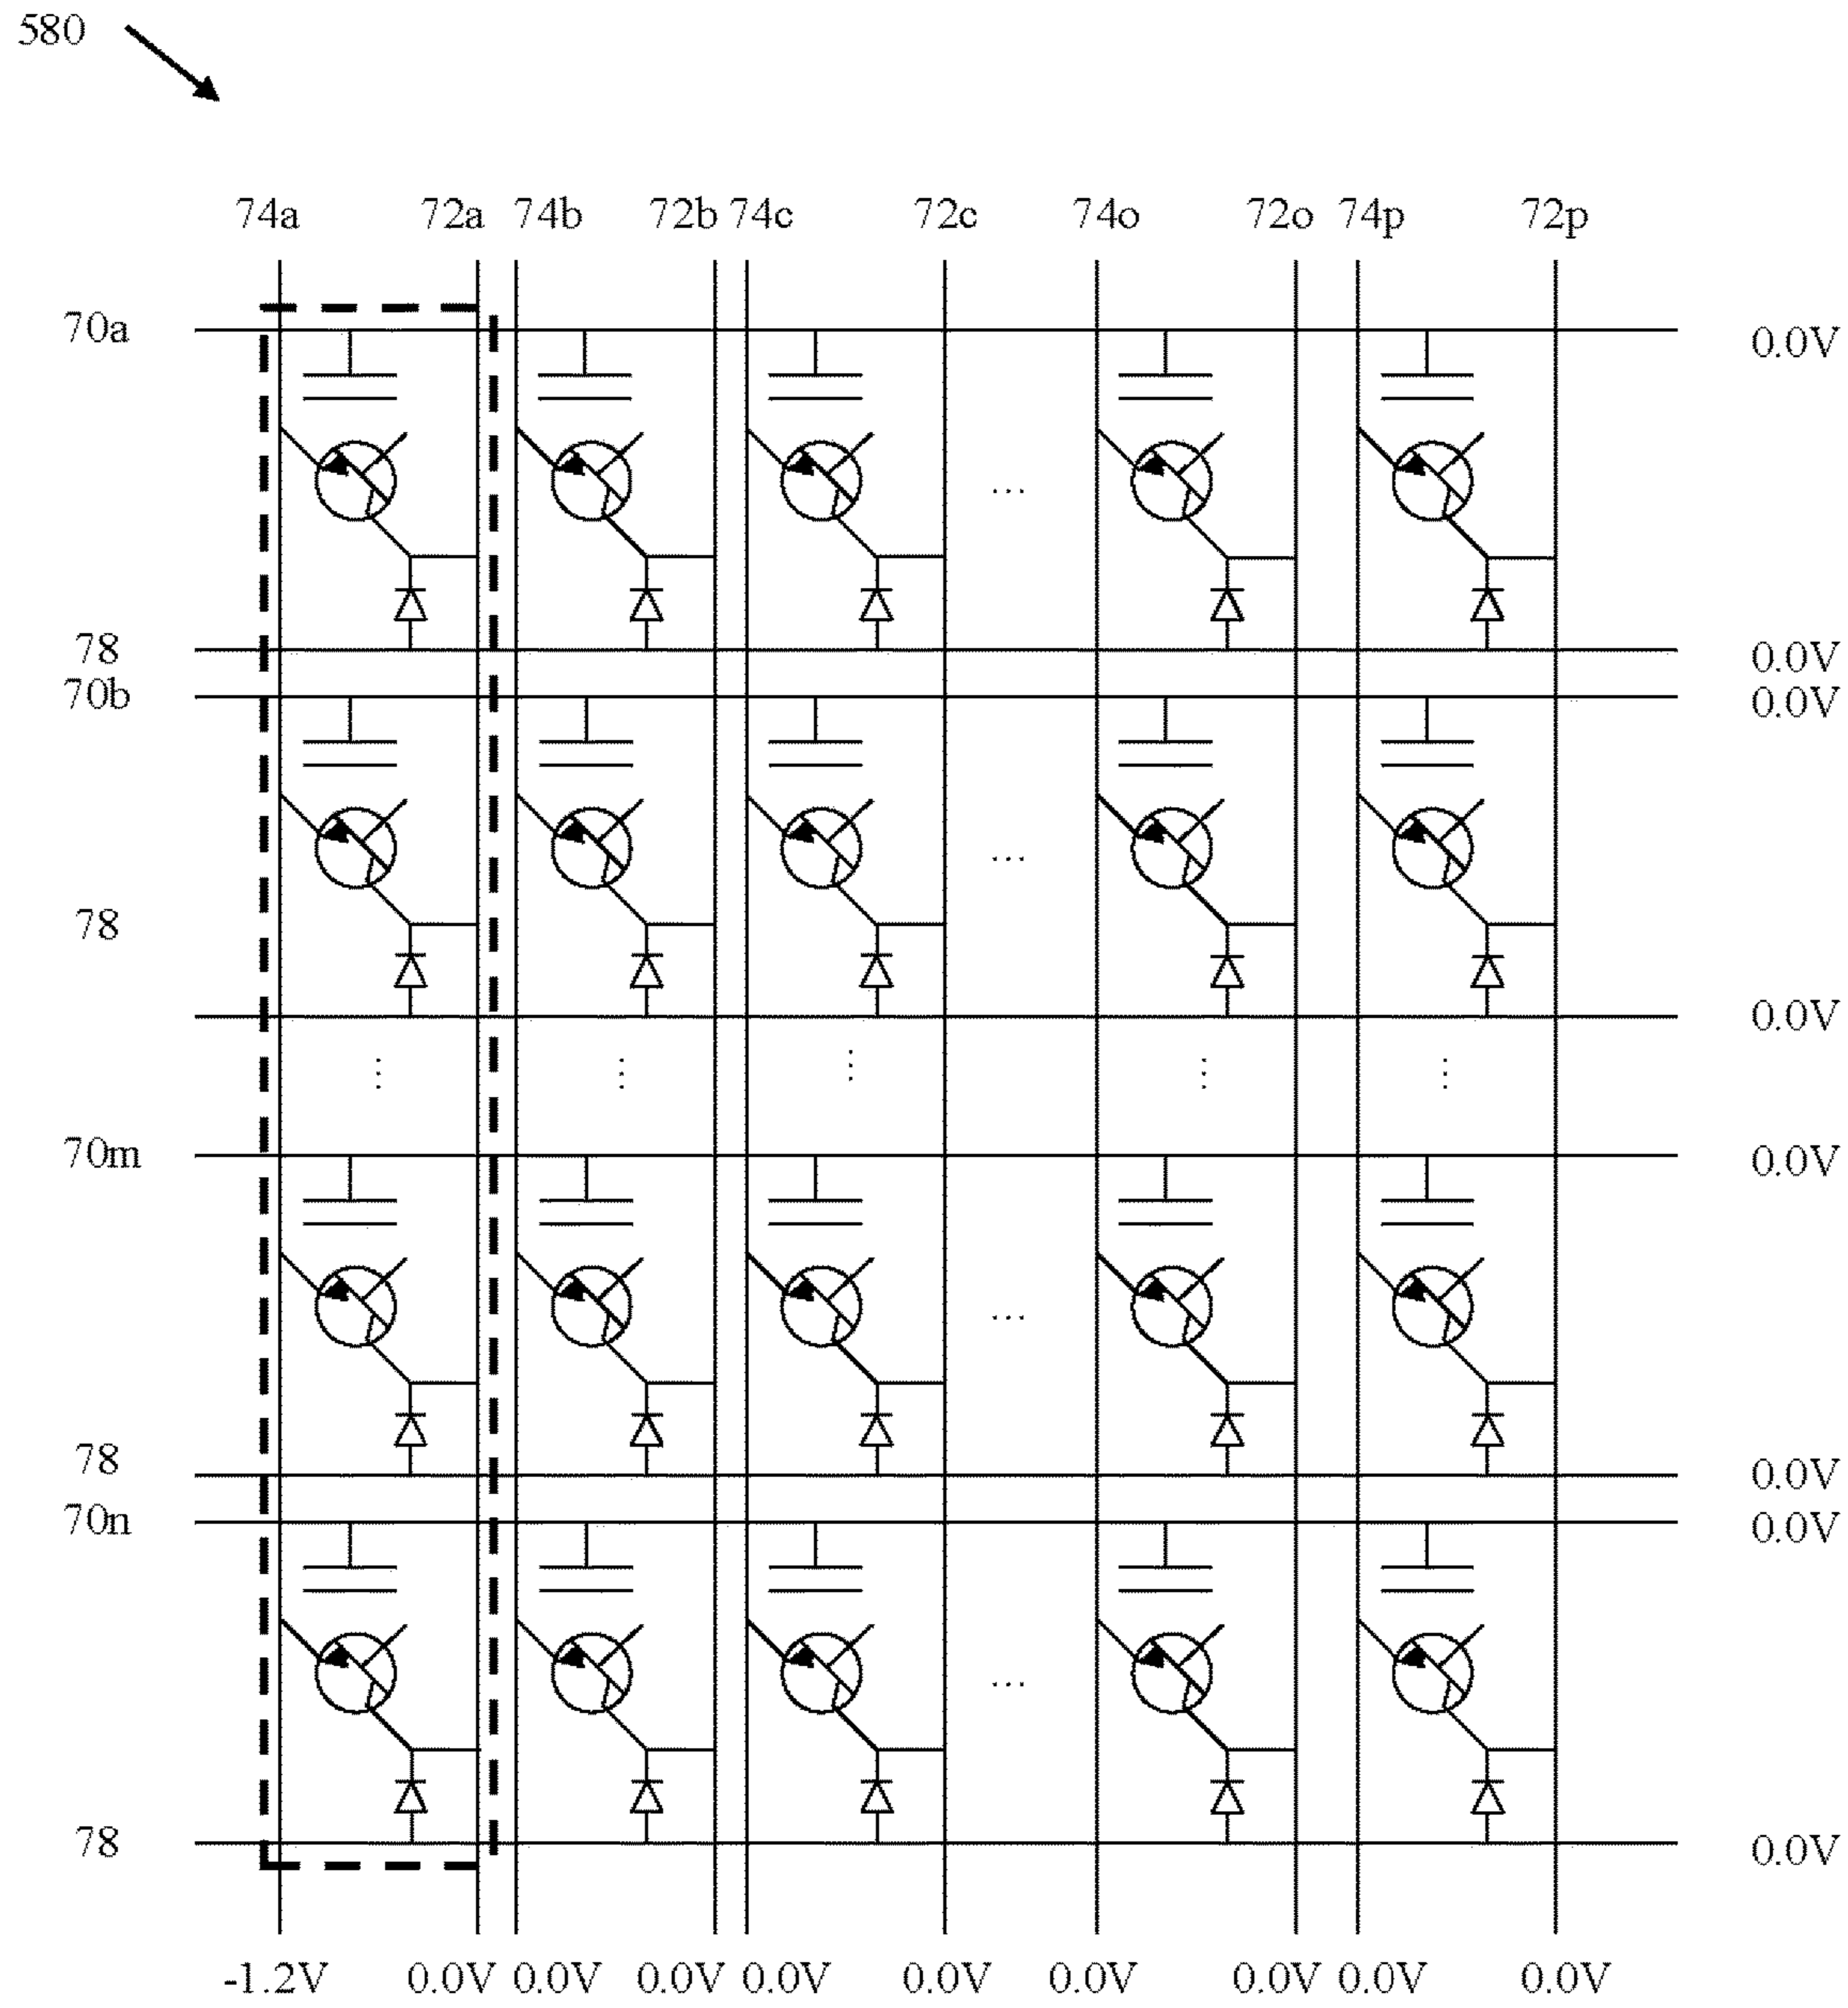 580
74a 72a 74b 72b 74c 72c 74o 72o 74p 72p
70a 0.0V
...
78 0.0V
70b 0.0V
...
78
0.0V
... ... ... ... ...
70m 0.0V
...
78 0.0V
70n 0.0V
...
78 0.0V
-1.2V 0.0V 0.0V 0.0V 0.0V 0.0V 0.0V 0.0V 0.0V 0.0V